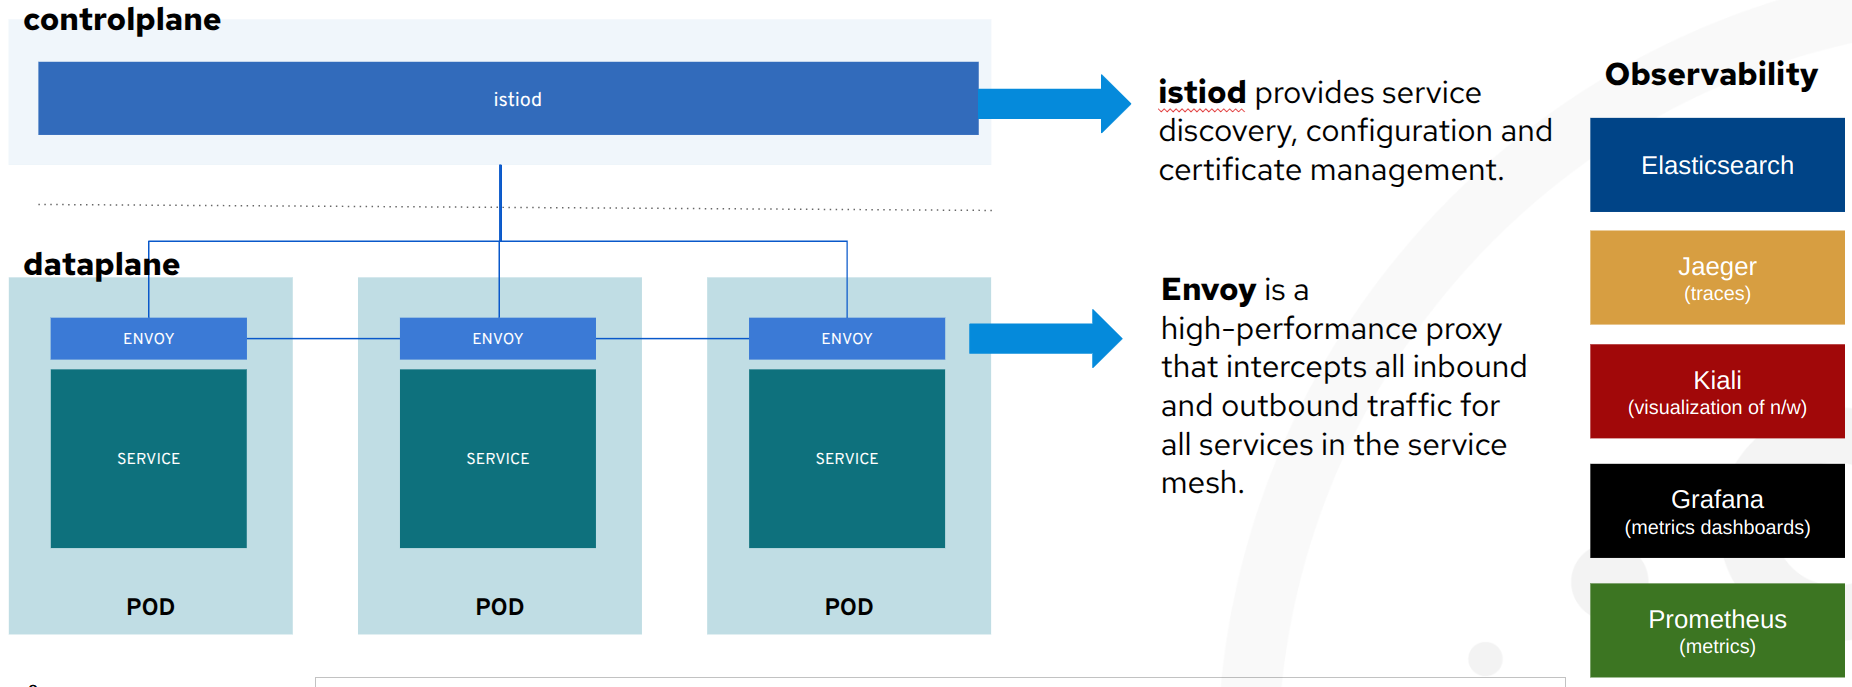 controlplane
istiod
istiod provides service
discovery, configuration and
certificate management.
dataplane
ENVOY
ENVOY
ENVOY
SERVICE
SERVICE
SERVICE
POD
POD
POD
Envoy is a
high-performance proxy
that intercepts all inbound
and outbound traffic for
all services in the service
mesh.
Observability
Elasticsearch
Jaeger
(traces)
Kiali
(visualization of n/w)
Grafana
(metrics dashboards)
Prometheus
(metrics)